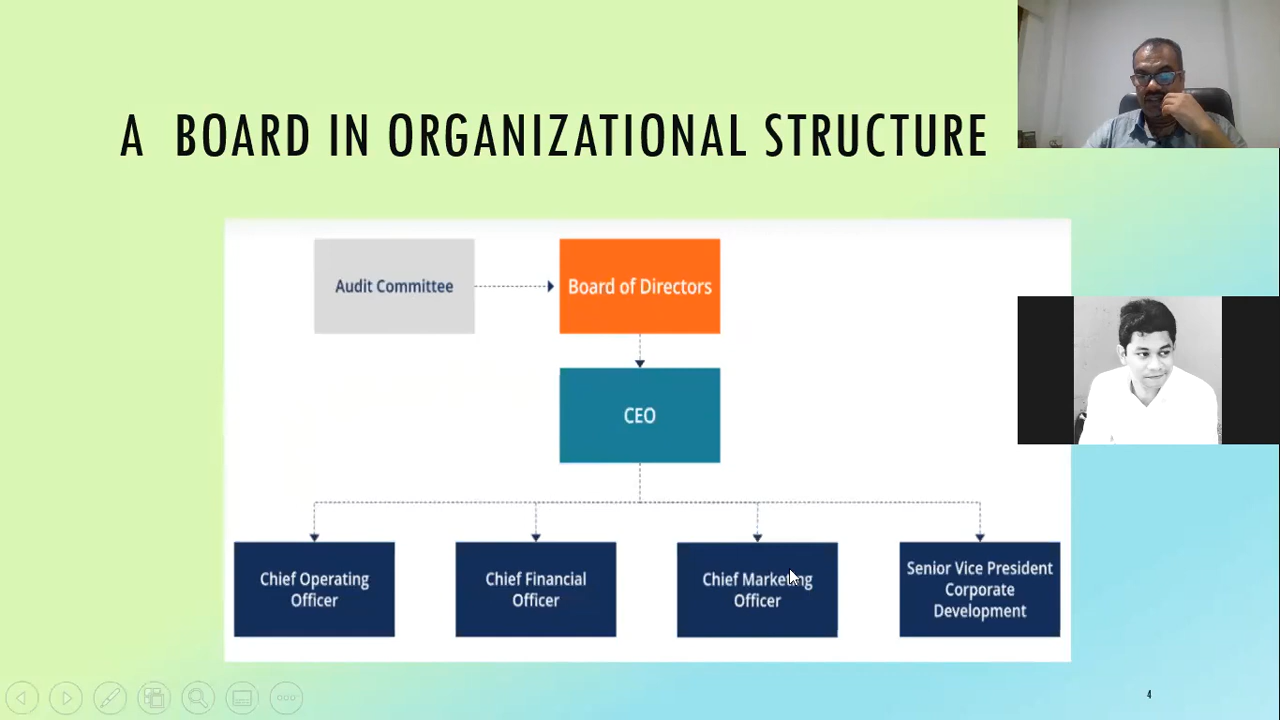 A BOARD IN ORGANIZATIONAL STRUCTURE
Audit Committee
Board of Directors
CEO
Chief Operating
Officer
Chief Financial
Officer
Chief Marketing
Officer
Senior Vice President
Corporate
Development
4